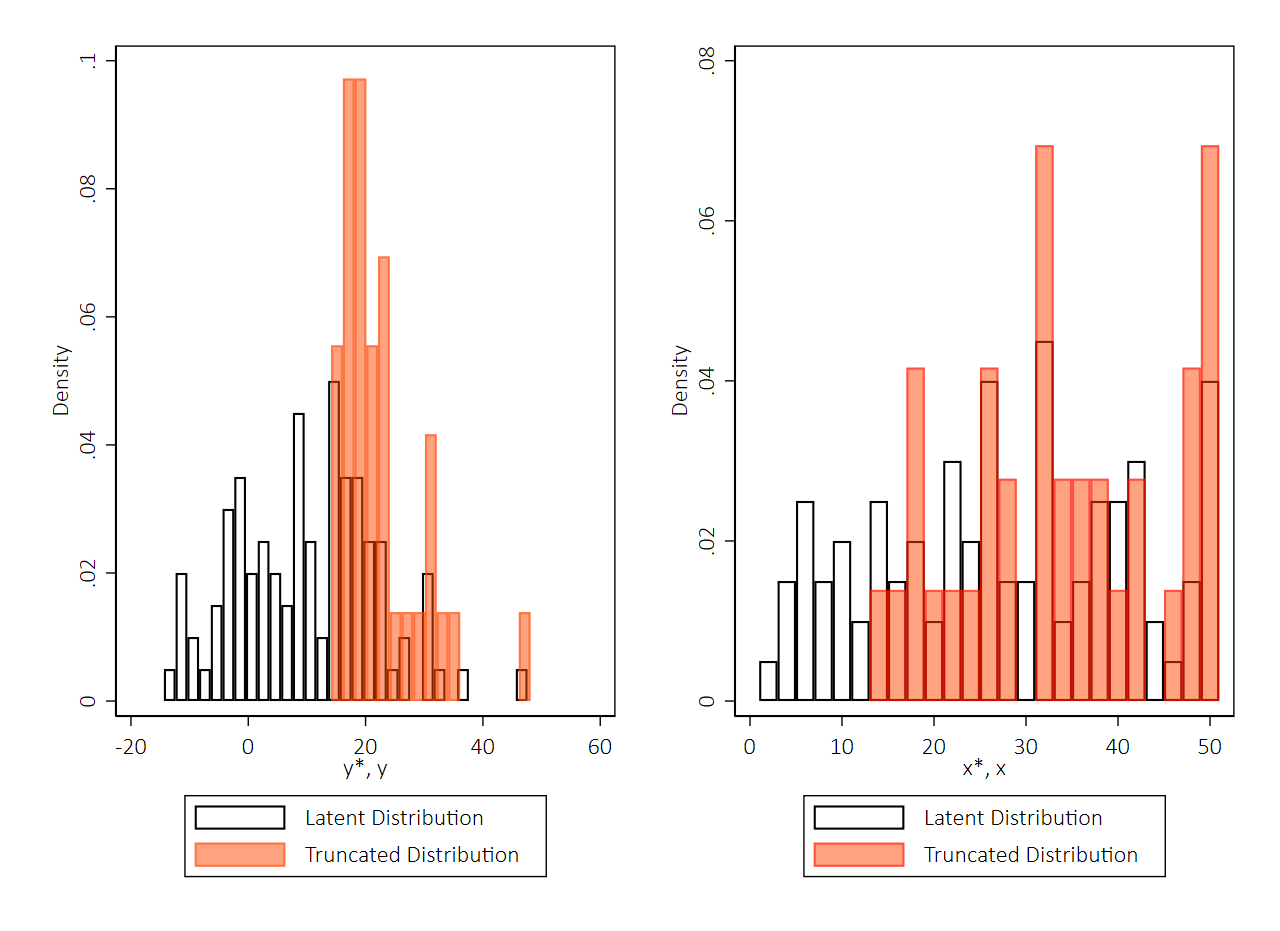 Density
.1
.08
.06
.04
.02
0
-20 0 20 40 60
y*, y
Latent Distribution
Truncated Distribution
Density
.08
.06
.04
.02
0
0 10 20 30 40 50
x*, x
Latent Distribution
Truncated Distribution